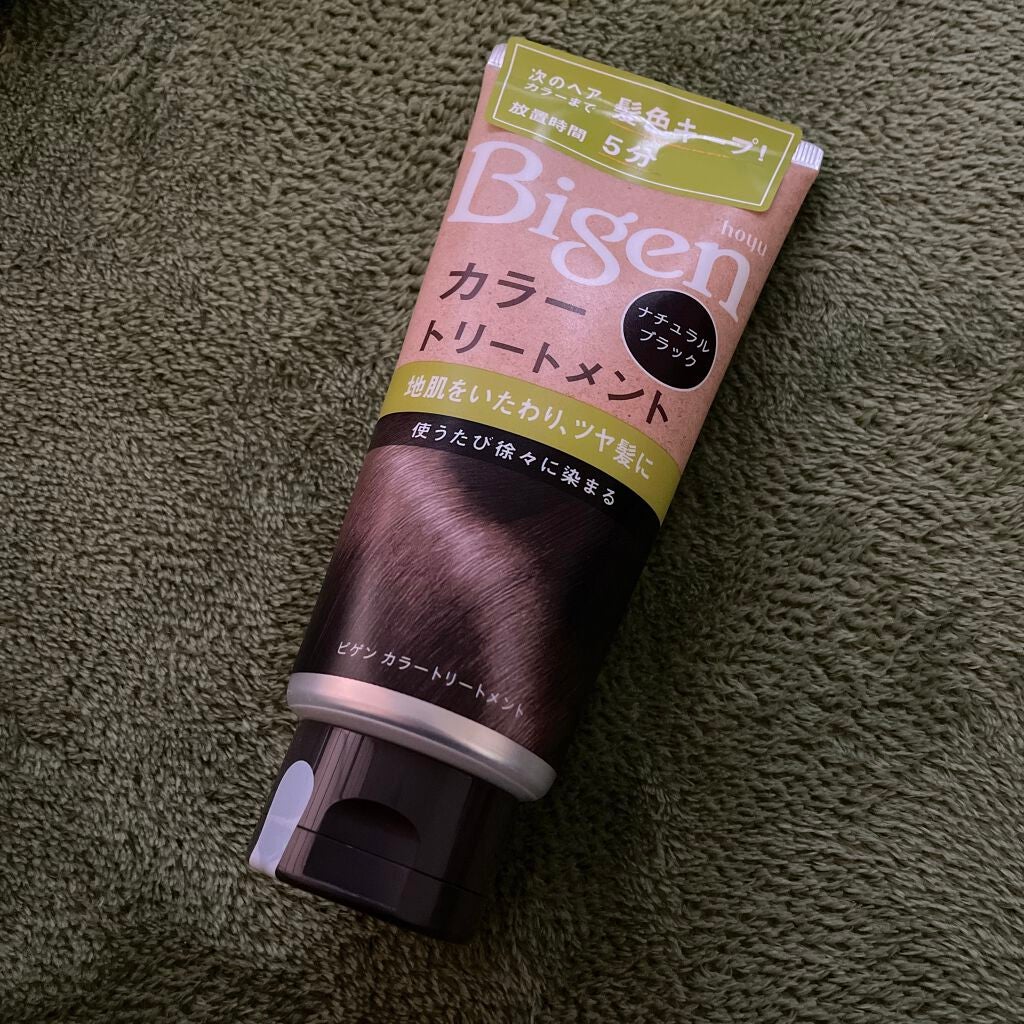 次のヘア
カラーまで
髪色キープ!
放置時間 5分
Bigen
hoyu
カラー
トリートメント
ナチュラル
ブラック
地肌をいたわり、ツヤ髪に
使うたび徐々に染まる
ビゲン カラートリートメント